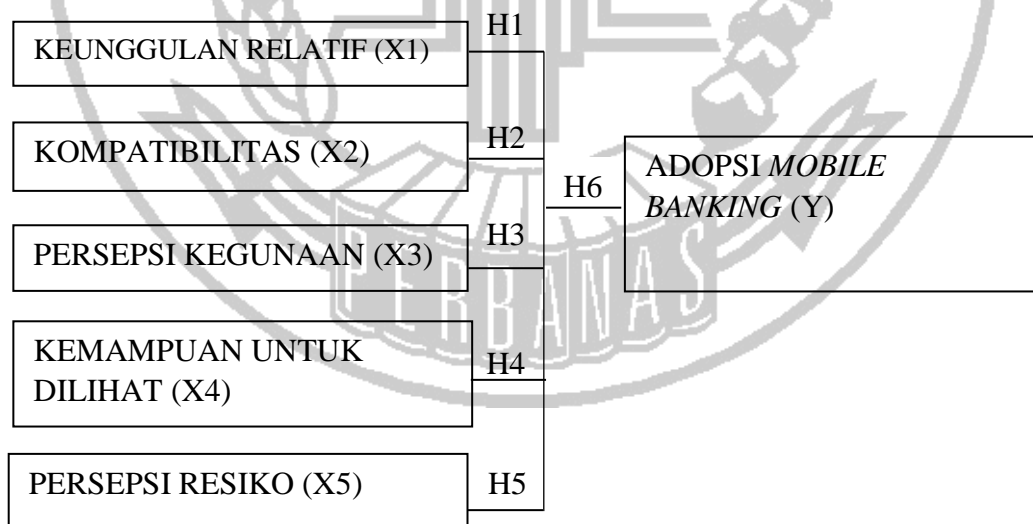 KEUNGGULAN RELATIF (X1)
H1
KOMPATIBILITAS (X2)
H2
PERSEPSI KEGUNAAN (X3)
H3
KEMAMPUAN UNTUK
DILIHAT (X4)
H4
PERSEPSI RESIKO (X5)
H5
H6
ADOPSI MOBILE
BANKING (Y)
PERBANAS